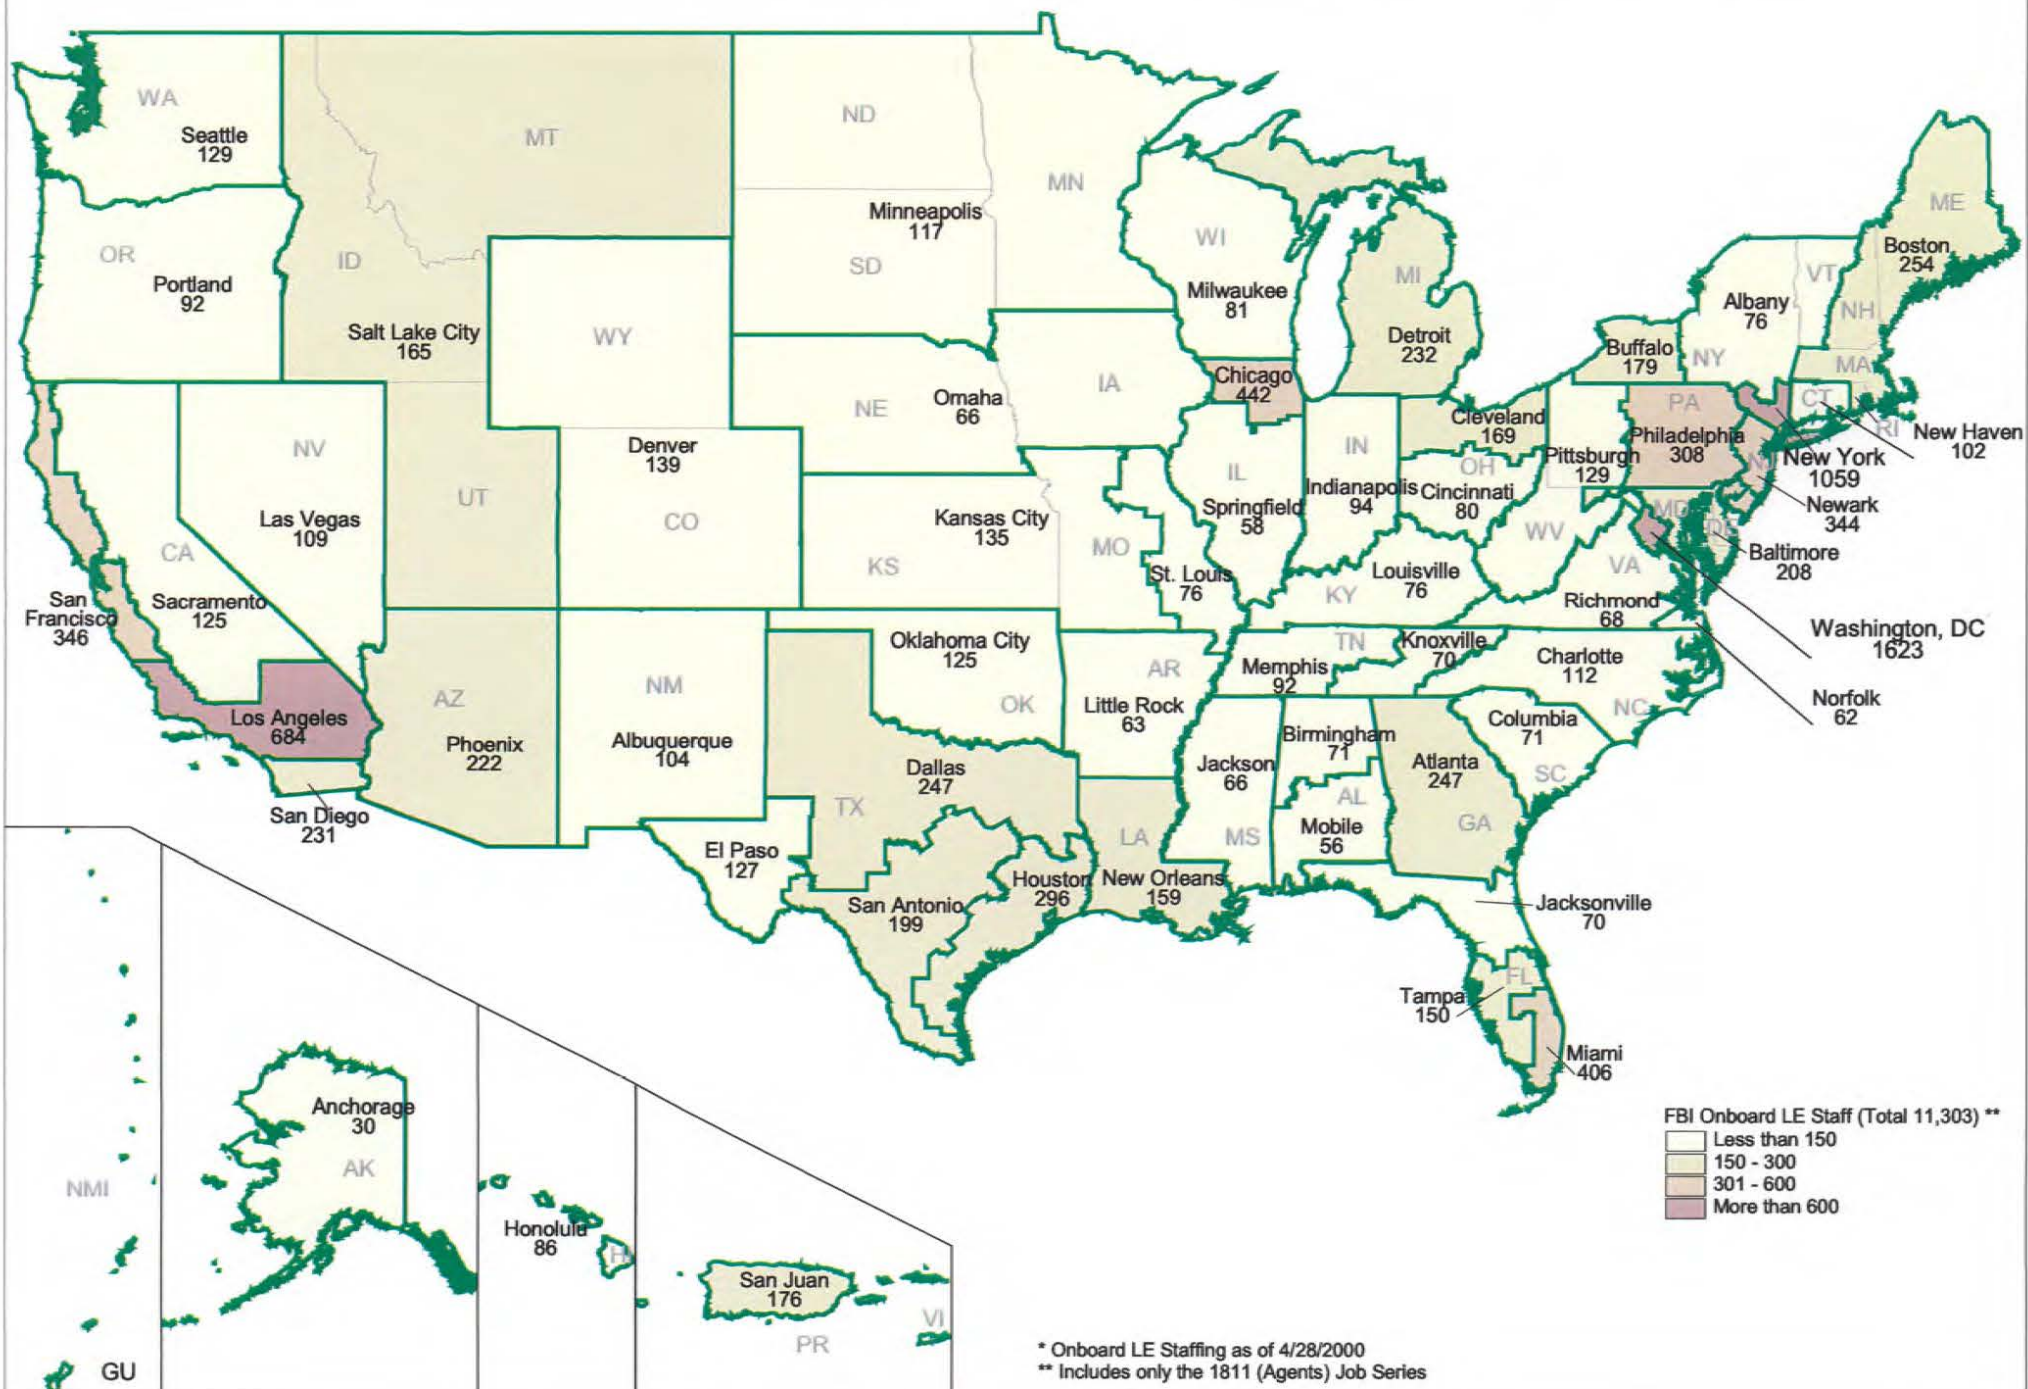 WA
Seattle
129
MT
ND
MN
OR
Portland
92
ID
Salt Lake City
165
WY
Minneapolis
117
SD
WI
Milwaukee
81
MI
Detroit
232
ME
Boston
254
VT
NH
Albany
76
NY
Buffalo
179
MA
CT
RI
New Haven
102
NE
Omaha
66
IA
Chicago
442
Cleveland
169
PA
Philadelphia
308
Pittsburgh
129
NJ
New York
1059
Newark
344
NV
Las Vegas
109
UT
Denver
139
CO
Kansas City
135
KS
MO
St. Louis
76
IL
Springfield
58
IN
Indianapolis
94
OH
Cincinnati
80
WV
MD
DE
Baltimore
208
VA
Richmond
68
Washington, DC
1623
Norfolk
62
CA
Sacramento
125
San
Francisco
346
Los Angeles
684
San Diego
231
AZ
Phoenix
222
NM
Albuquerque
104
Oklahoma City
125
OK
AR
Little Rock
63
KY
Louisville
76
TN
Memphis
92
Knoxville
70
Charlotte
112
NC
Columbia
71
SC
Dallas
247
TX
El Paso
127
San Antonio
199
Houston
296
LA
New Orleans
159
Jackson
66
MS
Birmingham
71
AL
Mobile
56
Atlanta
247
GA
Jacksonville
70
FL
Tampa
150
Miami
406
NMI
GU
Anchorage
30
AK
Honolulu
86
HI
San Juan
176
PR
VI
FBI Onboard LE Staff (Total 11,303) **
Less than 150
150 - 300
301 - 600
More than 600
* Onboard LE Staffing as of 4/28/2000
** Includes only the 1811 (Agents) Job Series